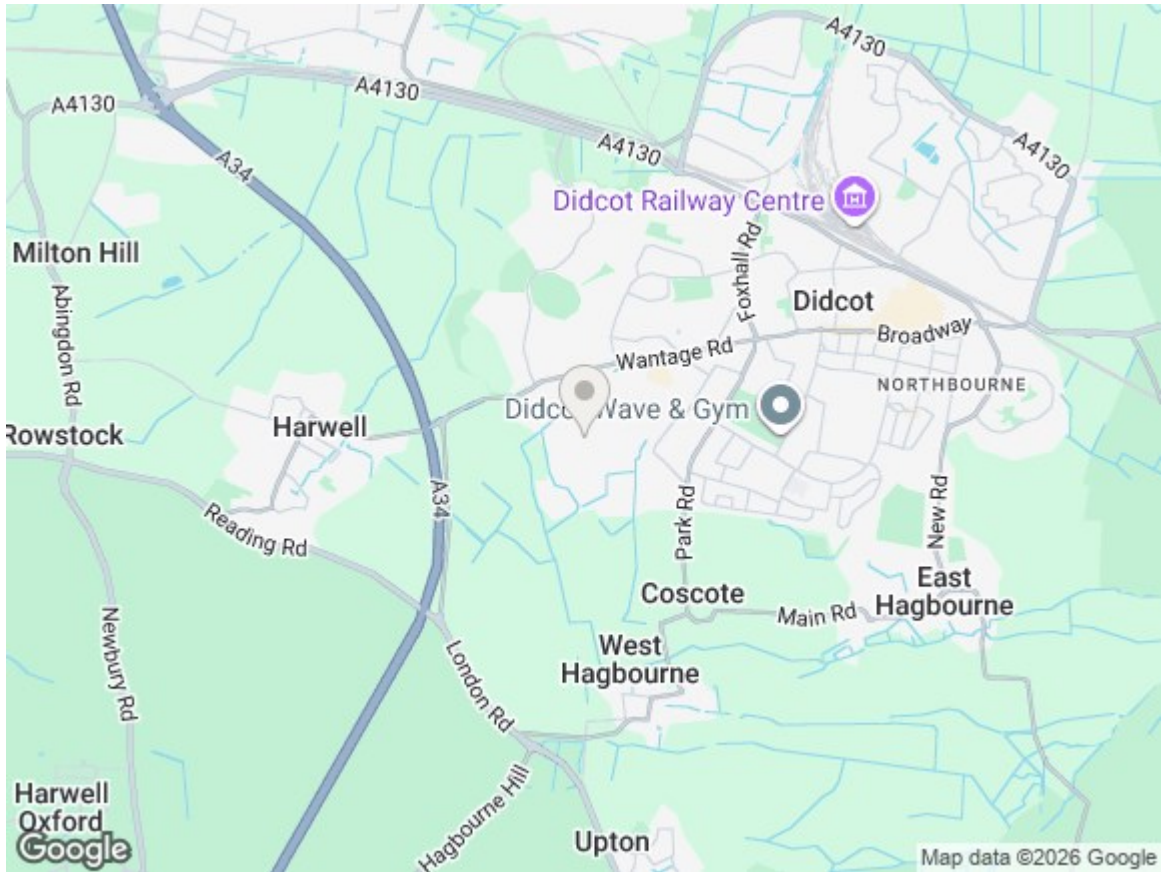 A4130
A4130
A4130
A4130
A4130
A34
Didcot Railway Centre
Milton Hill
Foxhall Rd
Abingdon Rd
Didcot
Broadway
Wantage Rd
NORTHBOURNE
Didcot Wave & Gym
Harwell
Rowstock
A34
Park Rd
New Rd
Reading Rd
East
Hagbourne
Coscote
Main Rd
Newbury Rd
West
Hagbourne
London Rd
Hagbourne Hill
Harwell
Oxford
Upton
Google
Map data ©2026 Google